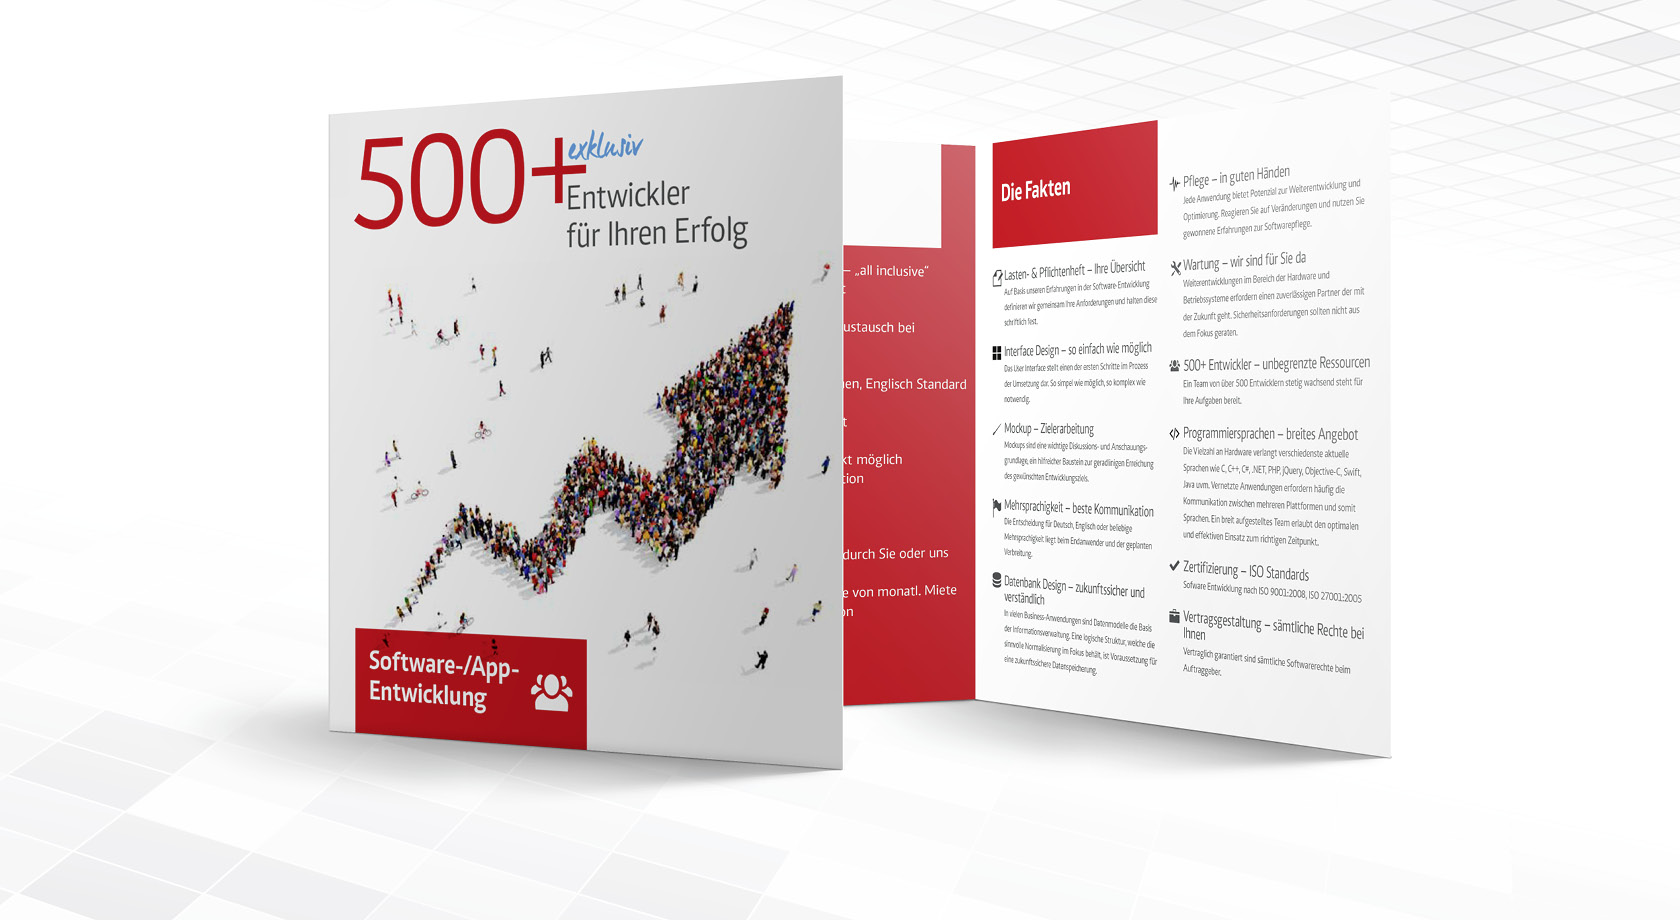 500+
exklusiv
Entwickler
für Ihren Erfolg
Software-/App-
Entwicklung
– „all inclusive“
ustausch bei
en, Englisch Standard
t
kt möglich
tion
durch Sie oder uns
e von monatl. Miete
on
Die Fakten
Lasten- & Pflichtenheft – Ihre Übersicht
Auf Basis unseren Erfahrungen in der Software-Entwicklung
definieren wir gemeinsam Ihre Anforderungen und halten diese
schriftlich fest.
Interface Design – so einfach wie möglich
Das User Interface stellt einen der ersten Schritte im Prozess
der Umsetzung dar. So simpel wie möglich, so komplex wie
notwendig.
Mockup – Zielerarbeitung
Mockups sind eine wichtige Diskussions- und Anschauungs-
grundlage, ein hilfreicher Baustein zur geradlinigen Erreichung
des gewünschten Entwicklungsziels.
Mehrsprachigkeit – beste Kommunikation
Die Entscheidung für Deutsch, Englisch oder beliebige
Mehrsprachigkeit liegt beim Endanwender und der geplanten
Verbreitung.
Datenbank Design – zukunftssicher und
verständlich
In vielen Business-Anwendungen sind Datenmodelle die Basis
der Informationsverwaltung. Eine logische Struktur, welche die
sinnvolle Normalisierung im Fokus behält, ist Voraussetzung für
eine zukunftssichere Datenspeicherung.
Pflege – in guten Händen
Jede Anwendung bietet Potenzial zur Weiterentwicklung und
Optimierung. Reagieren Sie auf Veränderungen und nutzen Sie
gewonnene Erfahrungen zur Softwarepflege.
Wartung – wir sind für Sie da
Weiterentwicklungen im Bereich der Hardware und
Betriebssysteme erfordern einen zuverlässigen Partner der mit
der Zukunft geht. Sicherheitsanforderungen sollten nicht aus
dem Fokus geraten.
500+ Entwickler – unbegrenzte Ressourcen
Ein Team von über 500 Entwicklern stetig wachsend steht für
Ihre Aufgaben bereit.
Programmiersprachen – breites Angebot
Die Vielzahl an Hardware verlangt verschiedenste aktuelle
Sprachen wie C, C++, C#, .NET, PHP, jQuery, Objective-C, Swift,
Java uvm. Vernetzte Anwendungen erfordern häufig die
Kommunikation zwischen mehreren Plattformen und somit
Sprachen. Ein breit aufgestelltes Team erlaubt den optimalen
und effektiven Einsatz zum richtigen Zeitpunkt.
Zertifizierung – ISO Standards
Sofware Entwicklung nach ISO 9001:2008, ISO 27001:2005
Vertragsgestaltung – sämtliche Rechte bei
Ihnen
Vertraglich garantiert sind sämtliche Softwarerechte beim
Auftraggeber.